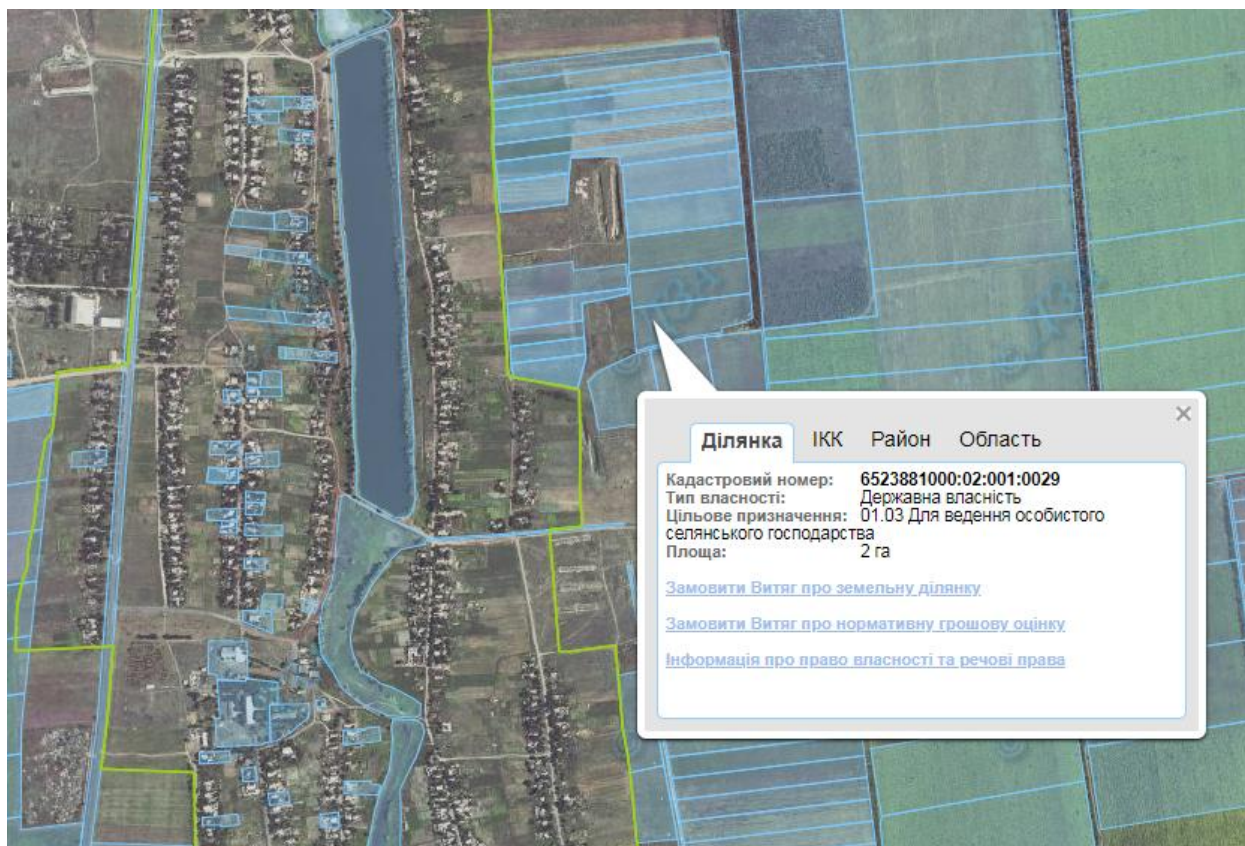 Ділянка ІКК Район Область
Кадастровий номер: 6523881000:02:001:0029
Тип власності: Державна власність
Цільове призначення: 01.03 Для ведення особистого
селянського господарства
Площа: 2 га
Замовити Витяг про земельну ділянку
Замовити Витяг про нормативну грошову оцінку
Інформація про право власності та речові права